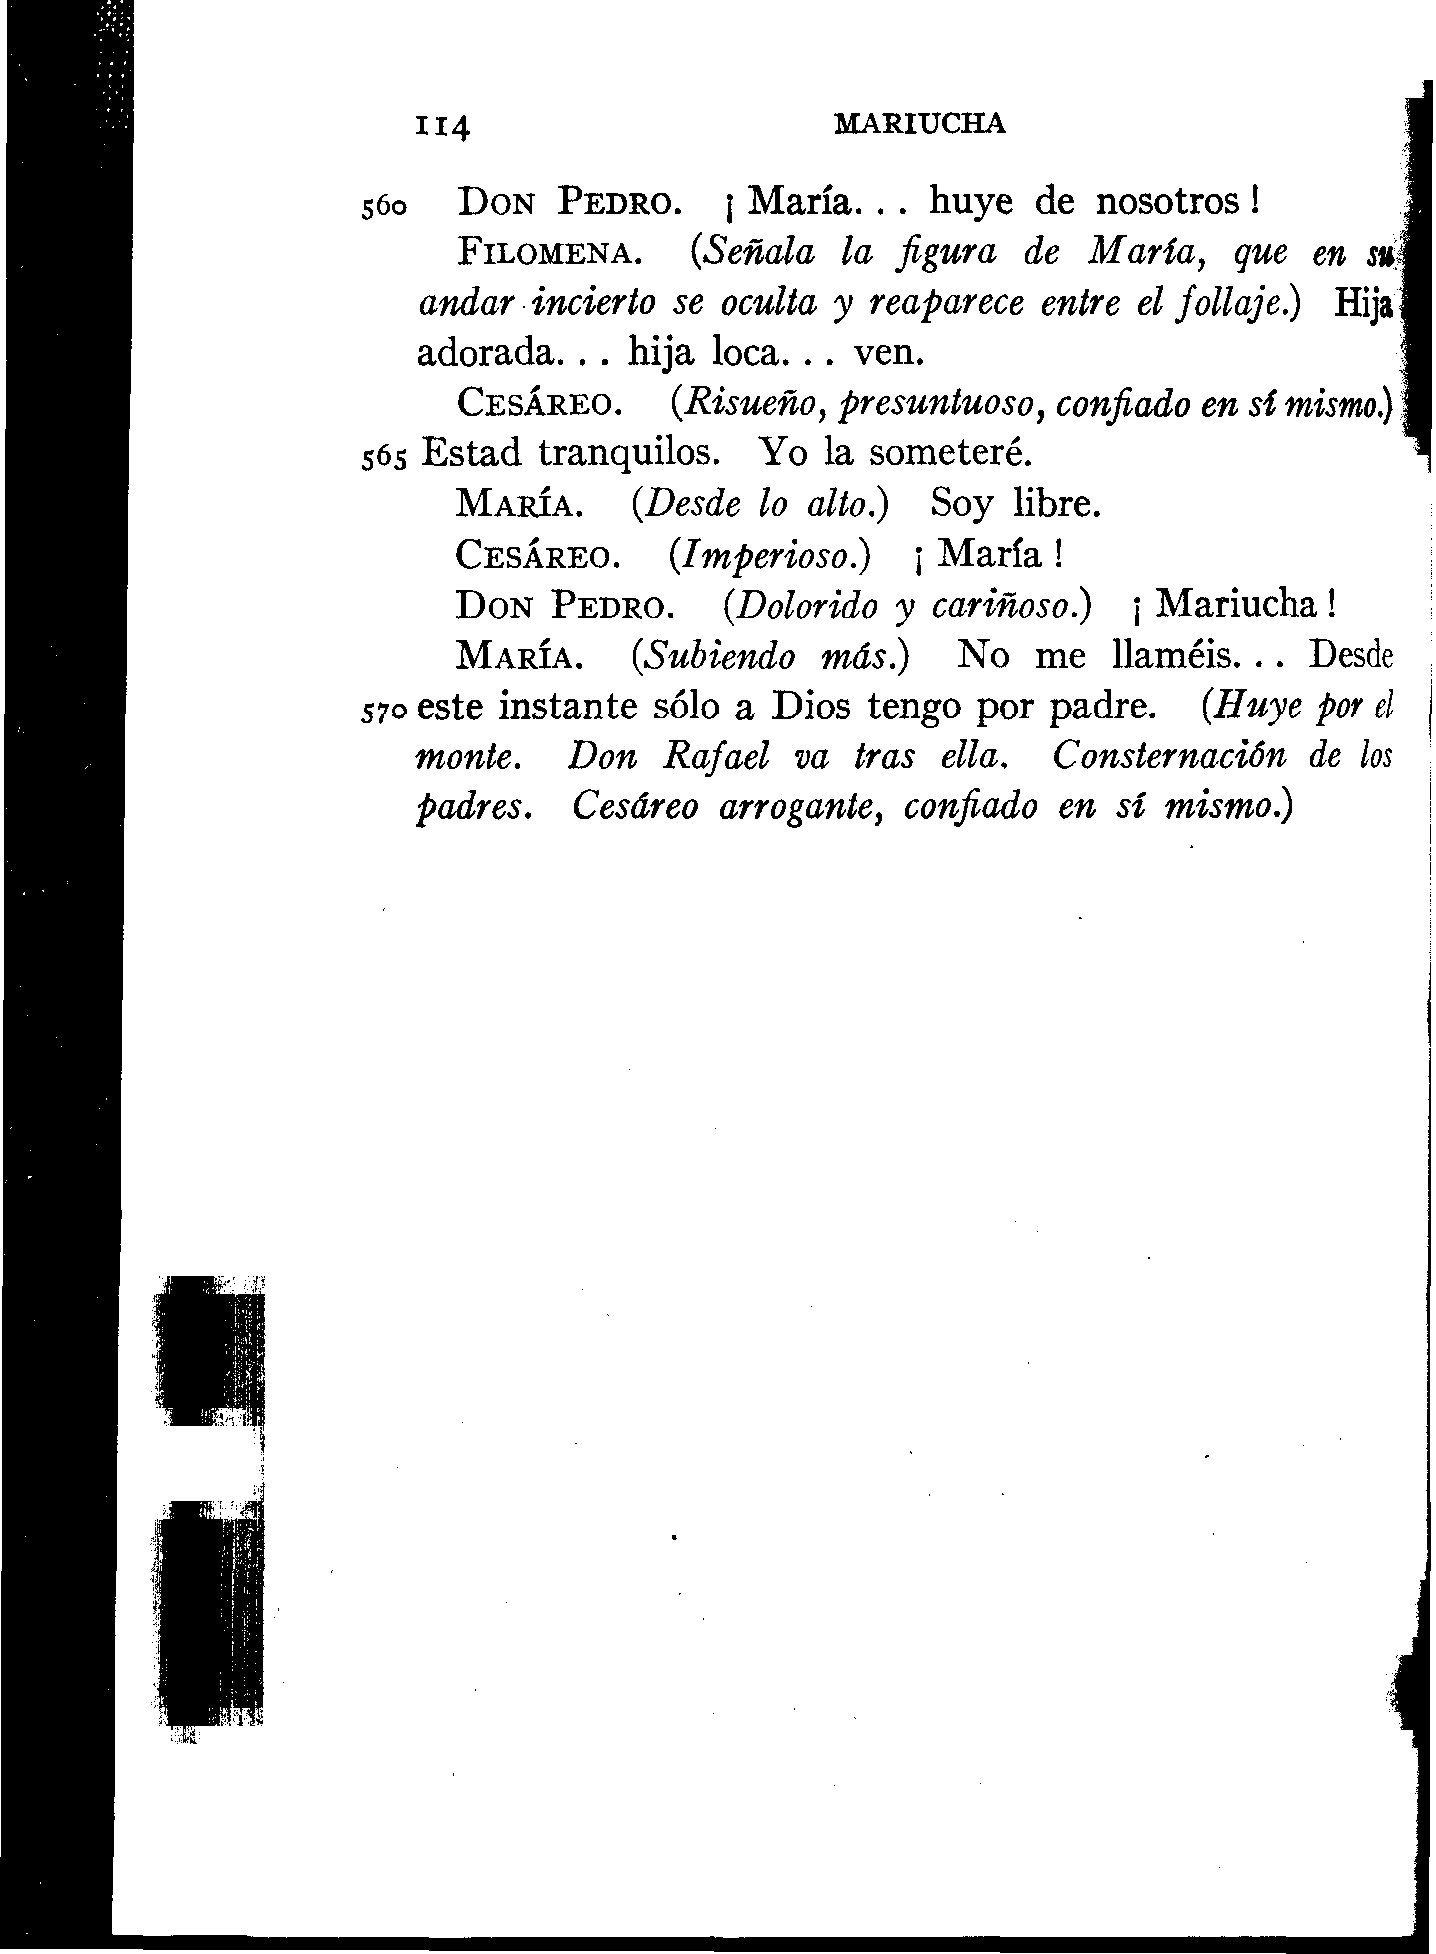 114 MARIUCHA
560 DON PEDRO. ¡ María. . . huye de nosotros !
FILOMENA. (Señala la figura de María, que en su
andar incierto se oculta y reaparece entre el follaje.) Hija
adorada. . . hija loca. . . ven.
CESÁREO. (Risueño, presuntuoso, confiado en sí mismo.)
565 Estad tranquilos. Yo la someteré.
MARÍA. (Desde lo alto.) Soy libre.
CESÁREO. (Imperioso.) ¡ María !
DON PEDRO. (Dolorido y cariñoso.) ¡ Mariucha !
MARÍA. (Subiendo más.) No me llaméis. . . Desde
570 este instante sólo a Dios tengo por padre. (Huye por el
monte. Don Rafael va tras ella. Consternación de los
padres. Cesáreo arrogante, confiado en sí mismo.)